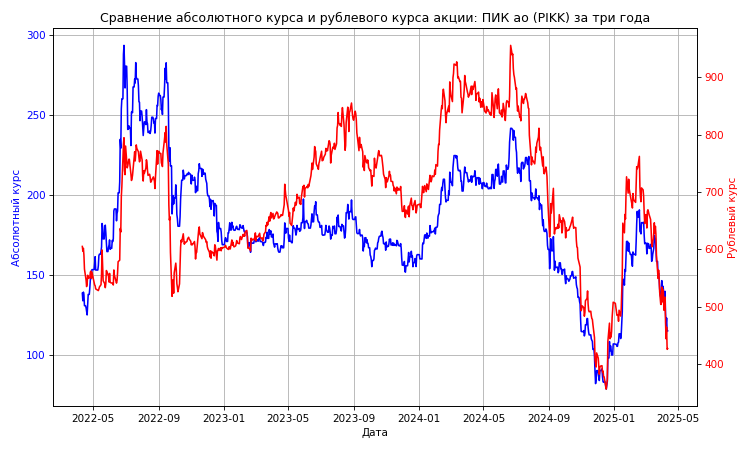 Сравнение абсолютного курса и рублевого курса акции: ПИК ао (PIKK) за три года
300
250
200
150
100
Абсолютный курс
900
800
700
600
500
400
Рублевый курс
2022-05 2022-09 2023-01 2023-05 2023-09 2024-01 2024-05 2024-09 2025-01 2025-05
Дата